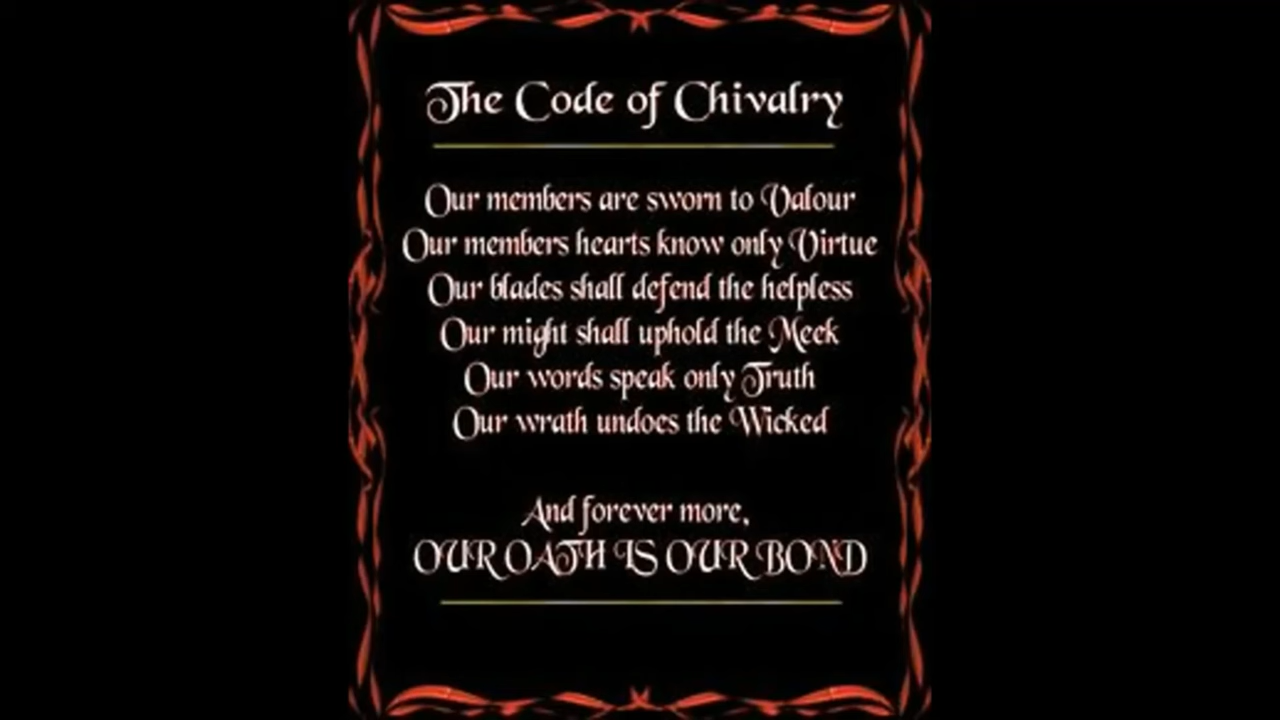 The Code of Chivalry
Our members are sworn to Valour
Our members hearts know only Virtue
Our blades shall defend the helpless
Our might shall uphold the Meek
Our words speak only Truth
Our wrath undoes the Wicked
And forever more,
OUR OATH IS OUR BOND